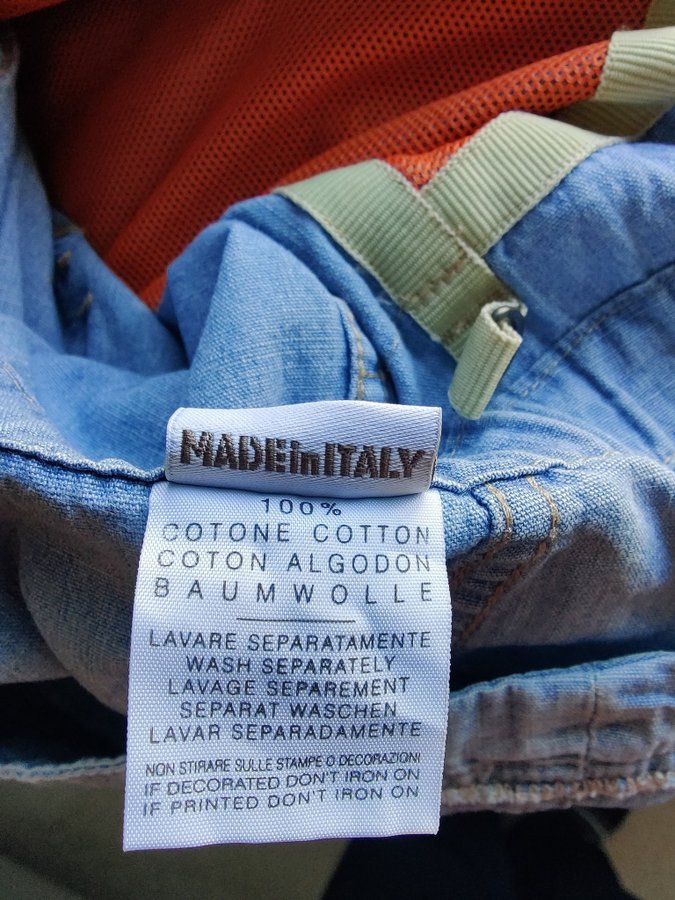 MADEinITALY
100%
COTONE COTTON
COTON ALGODON
BAUMWOLLE
LAVARE SEPARATAMENTE
WASH SEPARATELY
LAVAGE SEPAREMENT
SEPARAT WASCHEN
LAVAR SEPARADAMENTE
NON STIRARE SULLE STAMPE O DECORAZIONI
IF DECORATED DON'T IRON ON
IF PRINTED DON'T IRON ON